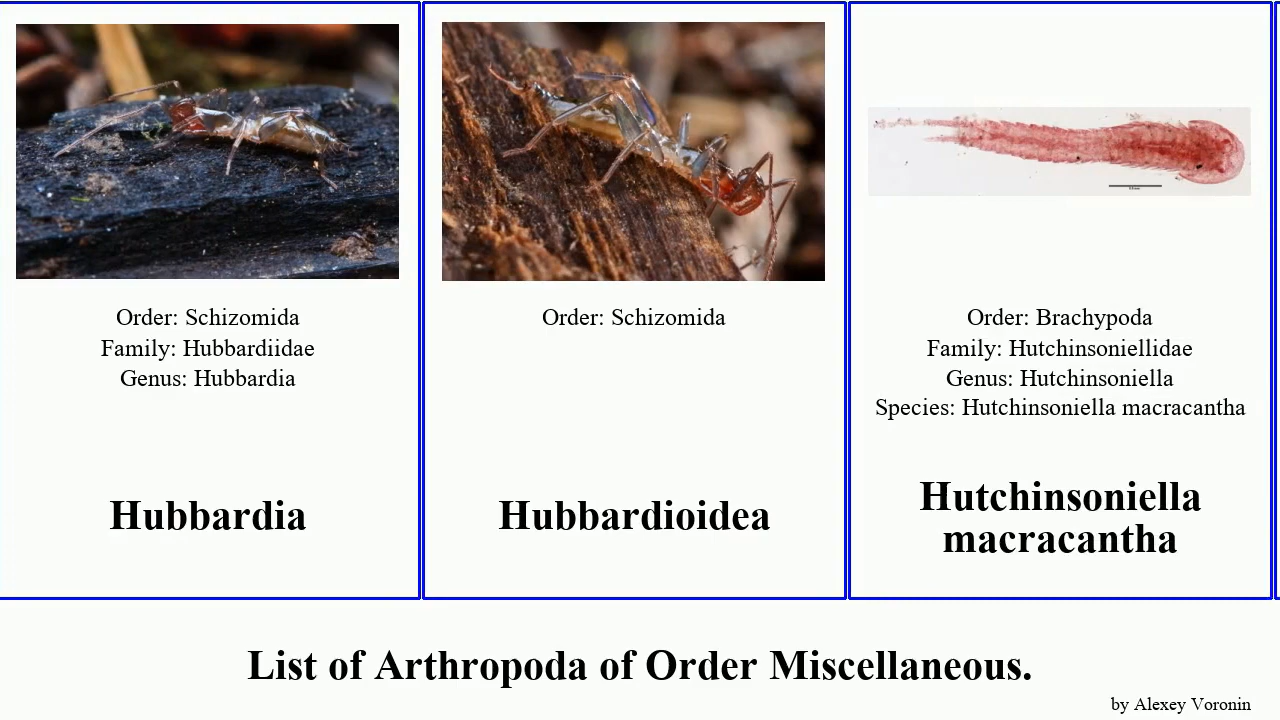 Order: Schizomida
Family: Hubbardiidae
Genus: Hubbardia
Hubbardia
Order: Schizomida
Hubbardioidea
Order: Brachypoda
Family: Hutchinsoniellidae
Genus: Hutchinsoniella
Species: Hutchinsoniella macracantha
Hutchinsoniella
macracantha
List of Arthropoda of Order Miscellaneous.
by Alexey Voronin